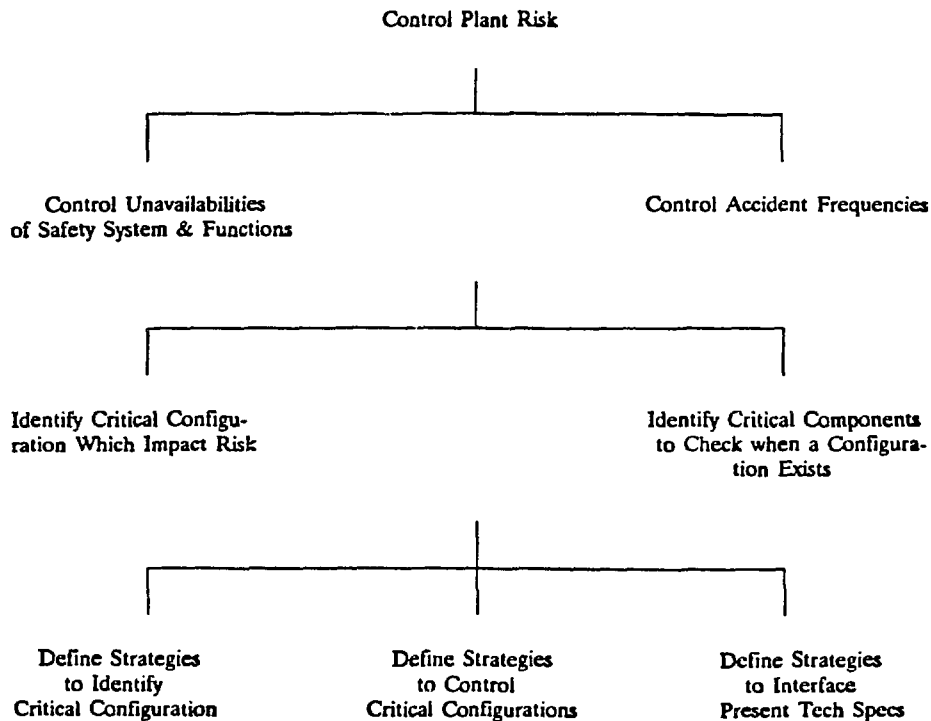 Control Plant Risk
Control Unavailabilities
of Safety System & Functions
Control Accident Frequencies
Identify Critical Configu-
ration Which Impact Risk
Identify Critical Components
to Check when a Configura-
tion Exists
Define Strategies
to Identify
Critical Configuration
Define Strategies
to Control
Critical Configurations
Define Strategies
to Interface
Present Tech Specs